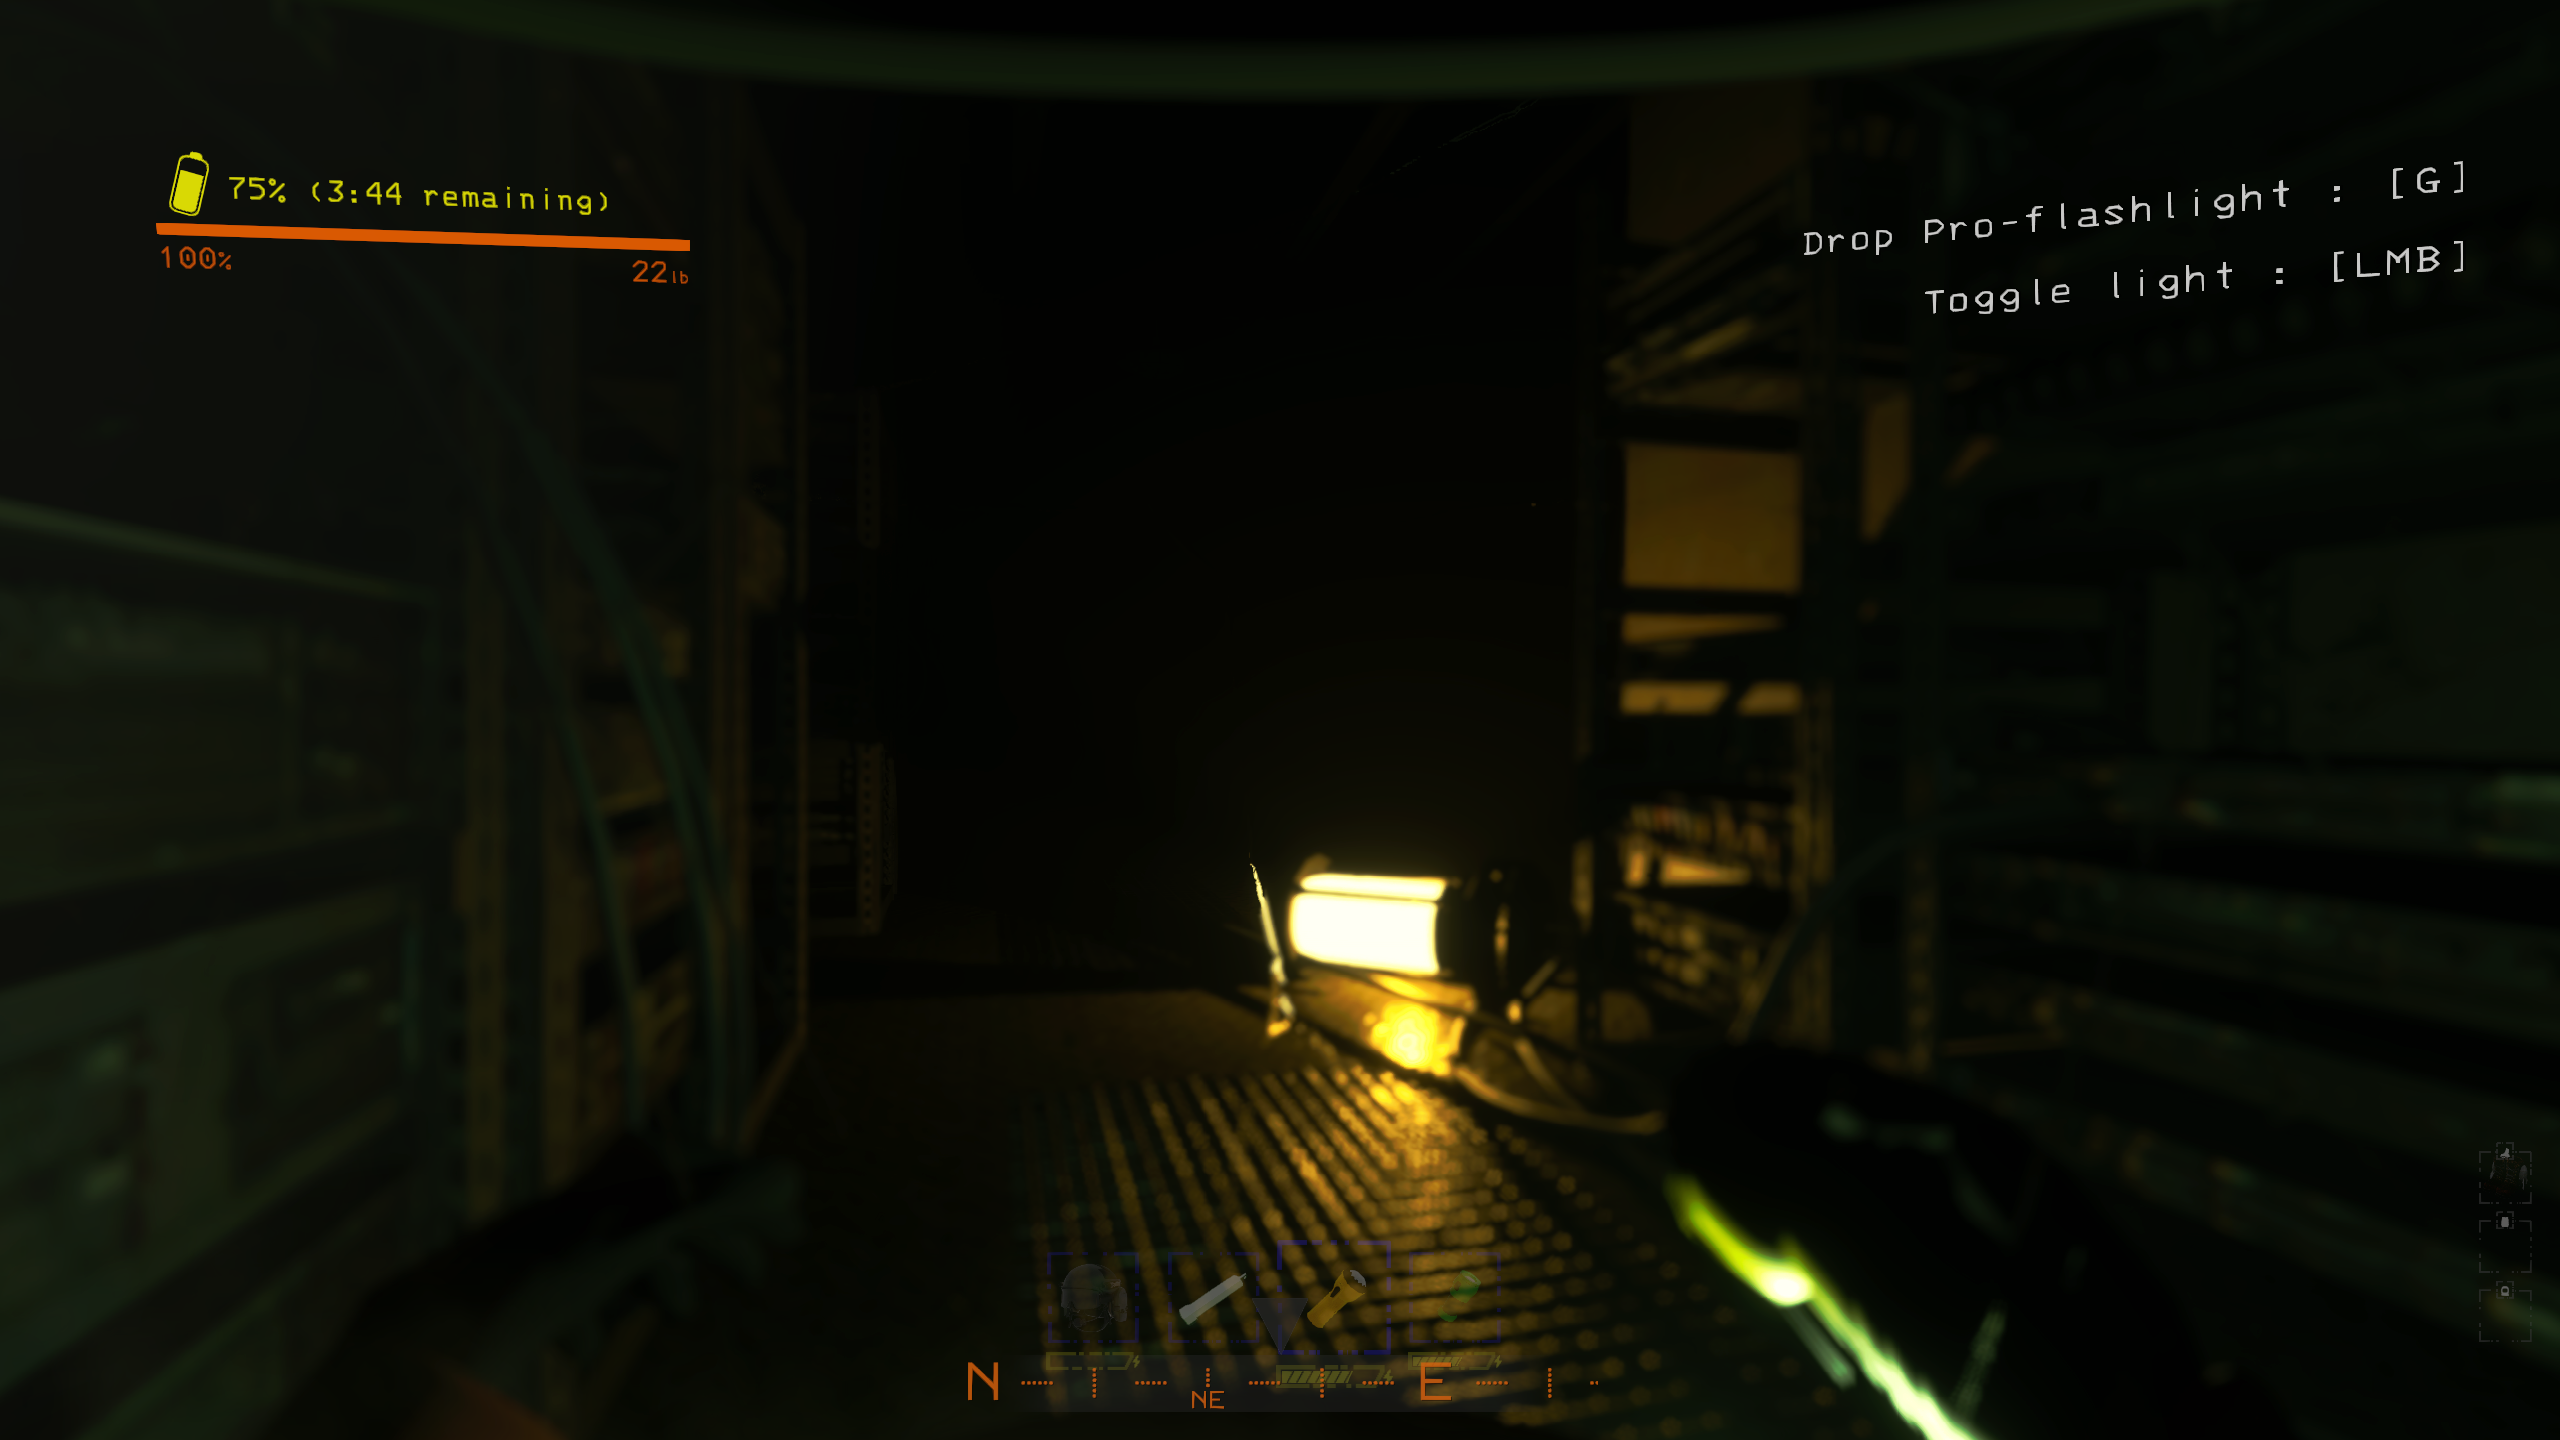 75% (3:44 remaining)
100%
22lb
Drop Pro-flashlight : [G]
Toggle light : [LMB]
N
NE
E